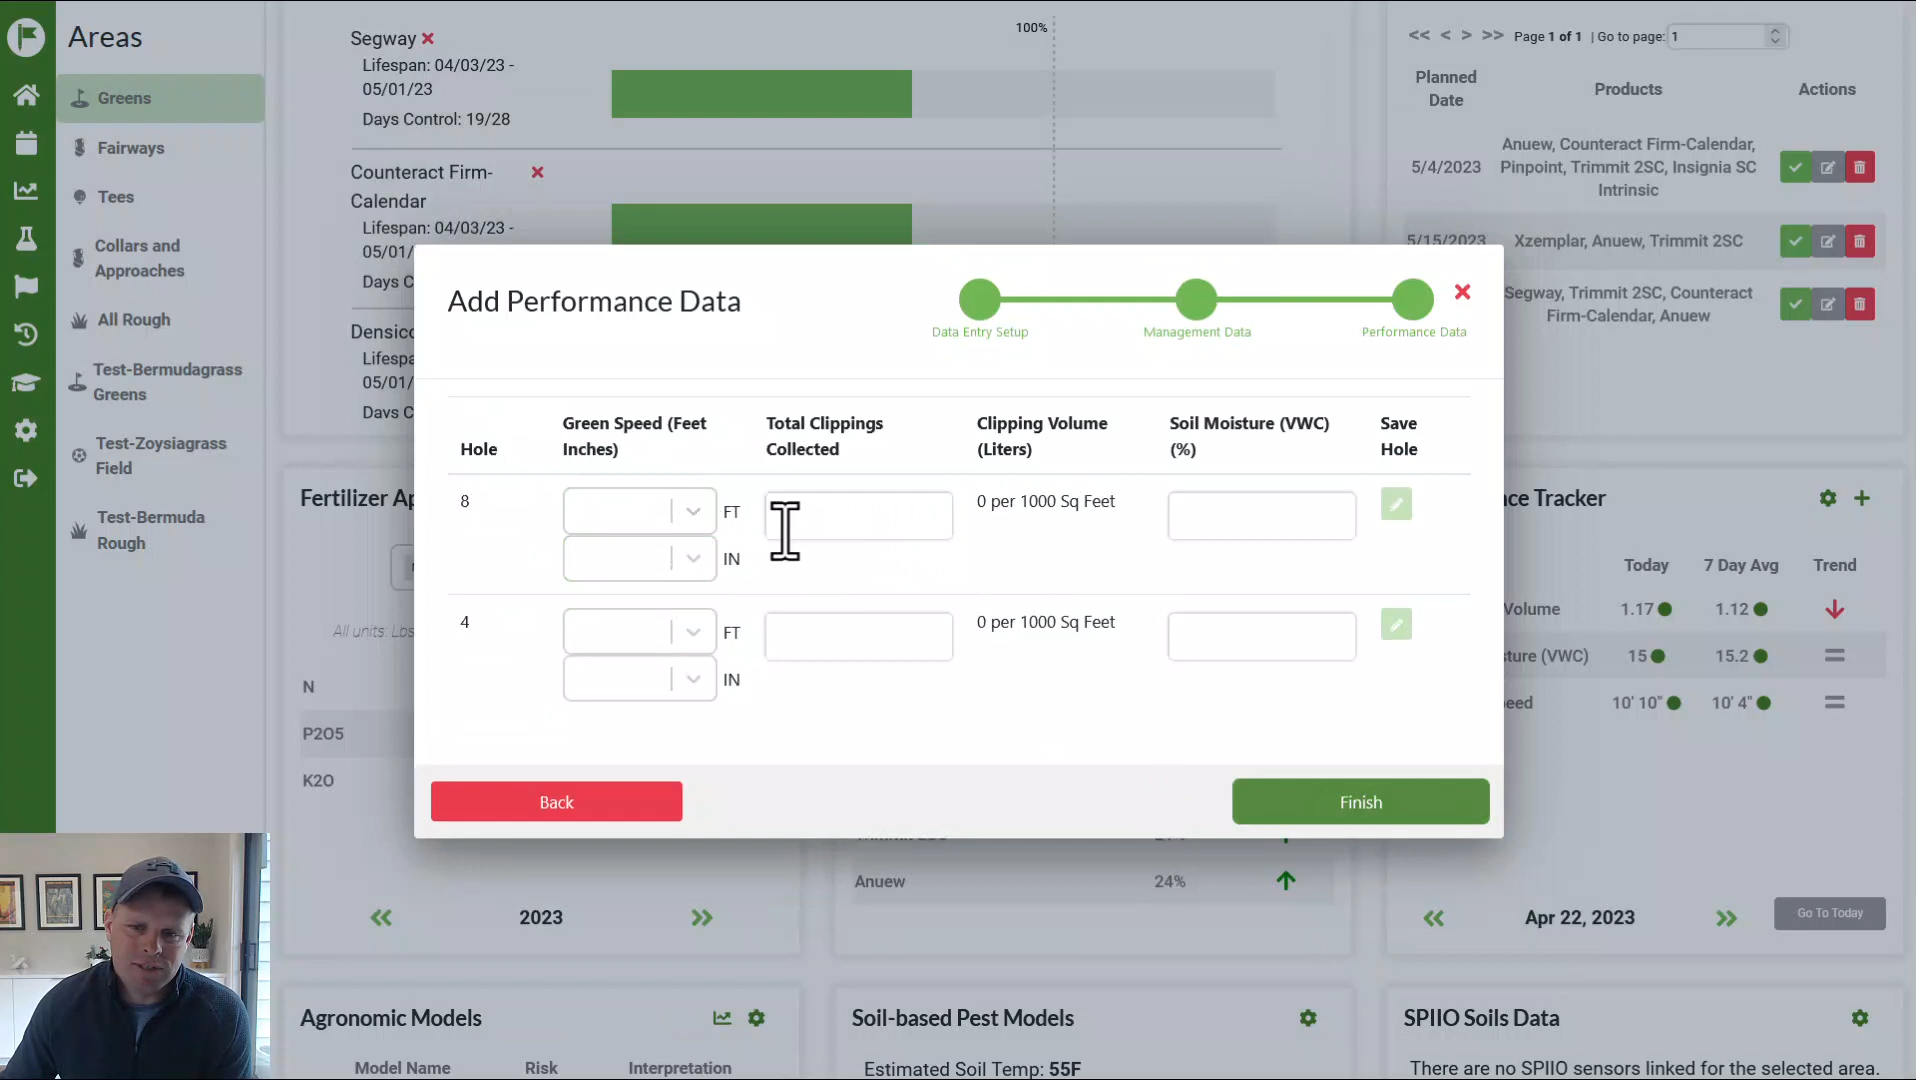 Areas
Greens
Fairways
Tees
Collars and
Approaches
All Rough
Test-Bermudagrass
Greens
Test-Zoysiagrass
Field
Test-Bermuda
Rough
Segway
Lifespan: 04/03/23 -
05/01/23
Days Control: 19/28
100%
Counteract Firm-
Calendar
Lifespan: 04/03/23 -
05/01/
Days C
Densico
Lifespa
05/01/
Days C
<< < > >> Page 1 of 1 | Go to page: 1
Planned
Date
Products
Actions
5/4/2023
Anuew, Counteract Firm-Calendar,
Pinpoint, Trimmit 2SC, Insignia SC
Intrinsic
5/15/2023
Xzemplar, Anuew, Trimmit 2SC
Segway, Trimmit 2SC, Counteract
Firm-Calendar, Anuew
Add Performance Data
Data Entry Setup
Management Data
Performance Data
Hole
Green Speed (Feet
Inches)
Total Clippings
Collected
Clipping Volume
(Liters)
Soil Moisture (VWC)
(%)
Save
Hole
8
FT
IN
0 per 1000 Sq Feet
4
FT
IN
0 per 1000 Sq Feet
Back
Finish
Fertilizer Ap
All units: Lbs
N
P2O5
K2O
2023
Anuew
24%
ce Tracker
Today
7 Day Avg
Trend
Volume
1.17
1.12
ture (VWC)
15
15.2
eed
10' 10"
10' 4"
Apr 22, 2023
Go To Today
Agronomic Models
Model Name
Risk
Interpretation
Soil-based Pest Models
Estimated Soil Temp: 55F
SPIIO Soils Data
There are no SPIIO sensors linked for the selected area.